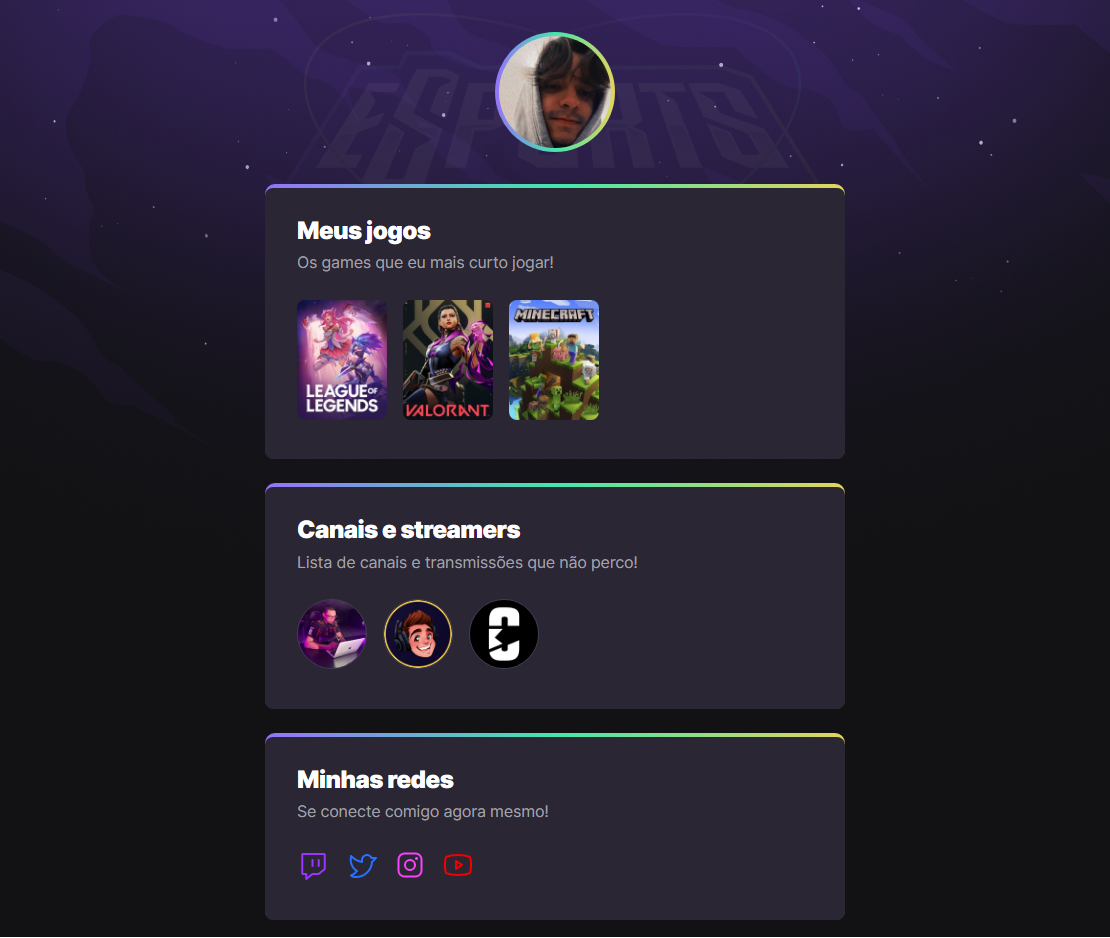 ESPORTS
Meus jogos
Os games que eu mais curto jogar!
LEAGUE OF
LEGENDS
VALORANT
MINECRAFT
Canais e streamers
Lista de canais e transmissões que não perco!
Minhas redes
Se conecte comigo agora mesmo!